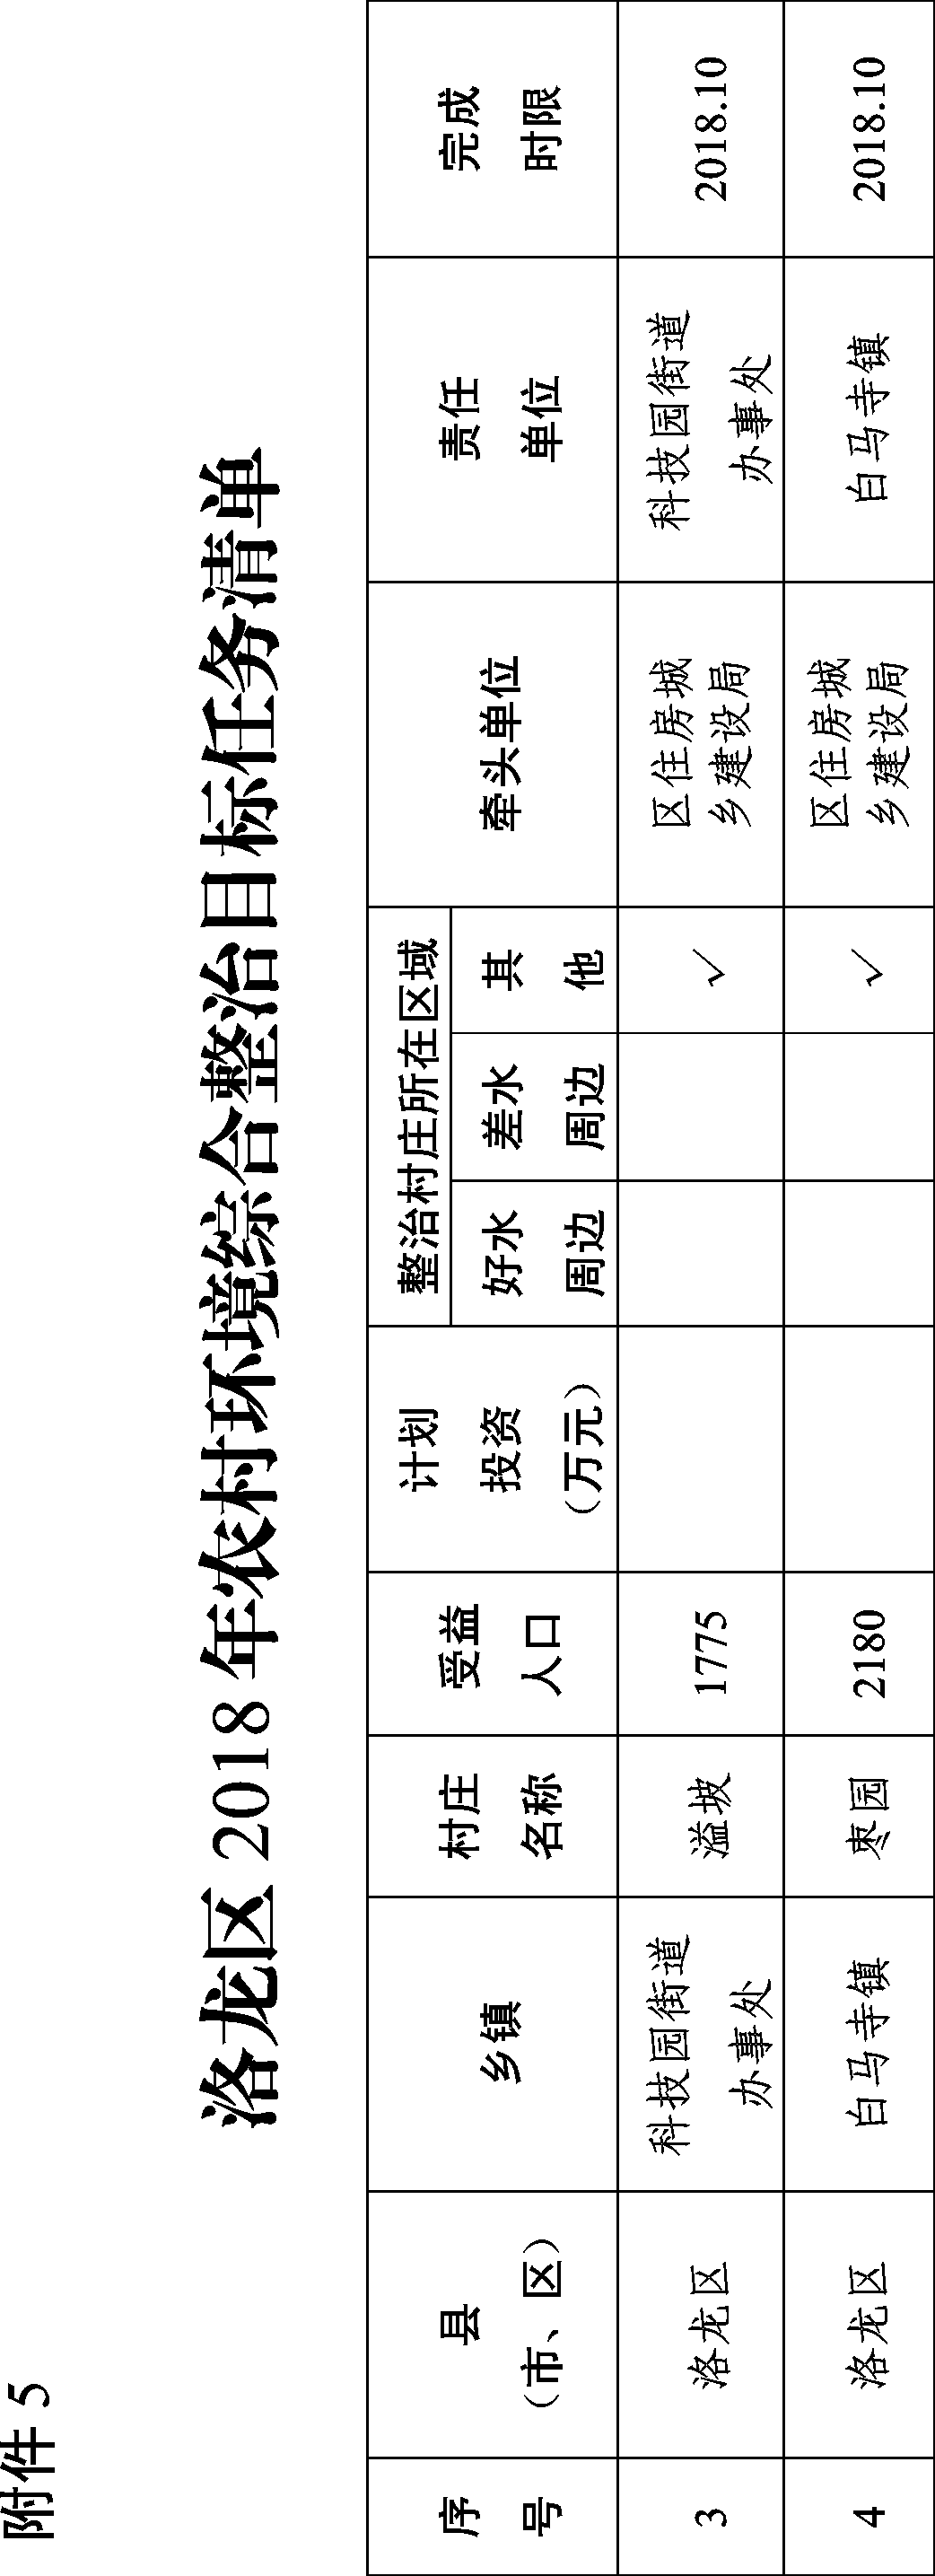 附件 5
洛龙区 2018 年农村环境综合整治目标任务清单
序号 县（市、区） 乡镇 村庄名称 受益人口 计划投资（万元） 整治村庄所在区域 牵头单位 责任单位 完成时限
好水周边 差水周边 其他
3 洛龙区 科技园街道办事处 溢坡 1775 √ 区住房城乡建设局 科技园街道办事处 2018.10
4 洛龙区 白马寺镇 枣园 2180 √ 区住房城乡建设局 白马寺镇 2018.10